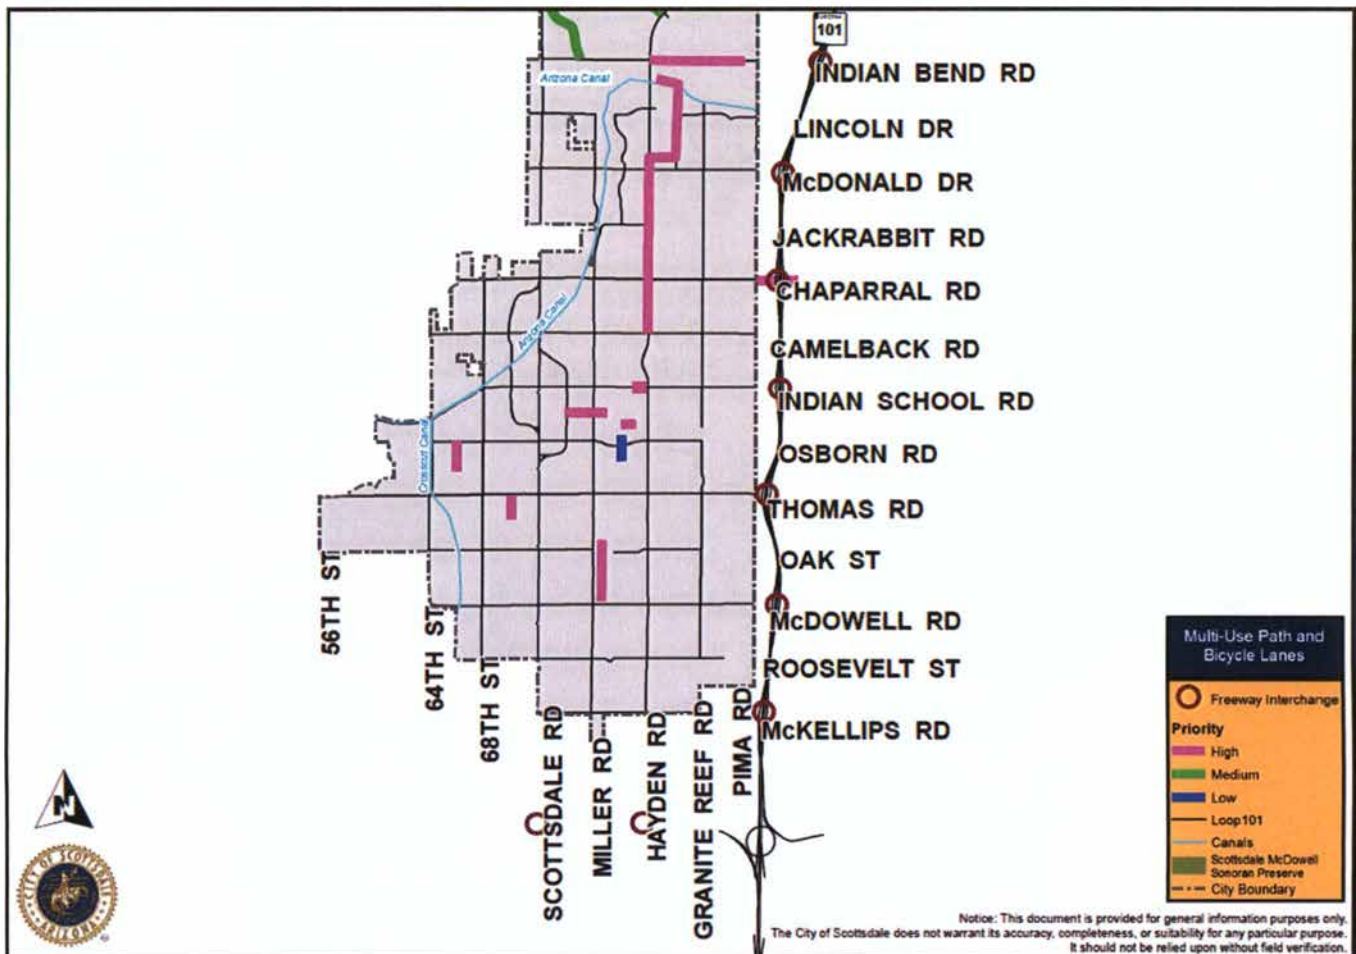 101
INDIAN BEND RD
Arizona Canal
LINCOLN DR
McDONALD DR
JACKRABBIT RD
CHAPARRAL RD
Arizona Canal
CAMELBACK RD
INDIAN SCHOOL RD
Crosscut Canal
OSBORN RD
THOMAS RD
OAK ST
McDOWELL RD
ROOSEVELT ST
McKELLIPS RD
56TH ST
64TH ST
68TH ST
SCOTTSDALE RD
MILLER RD
HAYDEN RD
GRANITE REEF RD
PIMA RD
Multi-Use Path and
Bicycle Lanes
Freeway Interchange
Priority
High
Medium
Low
Loop101
Canals
Scottsdale McDowell
Sonoran Preserve
City Boundary
N
CITY OF SCOTTSDALE
ARIZONA
Notice: This document is provided for general information purposes only.
The City of Scottsdale does not warrant its accuracy, completeness, or suitability for any particular purpose.
It should not be relied upon without field verification.